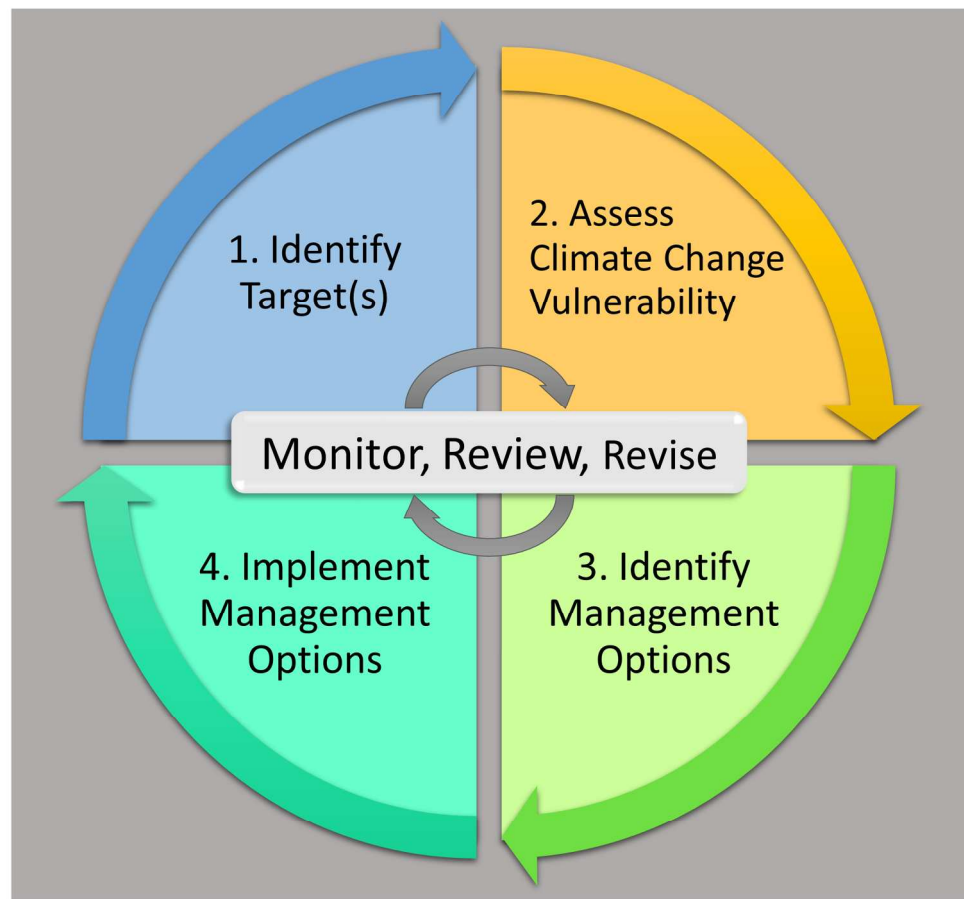 1. Identify
Target(s)
2. Assess
Climate Change
Vulnerability
Monitor, Review, Revise
4. Implement
Management
Options
3. Identify
Management
Options